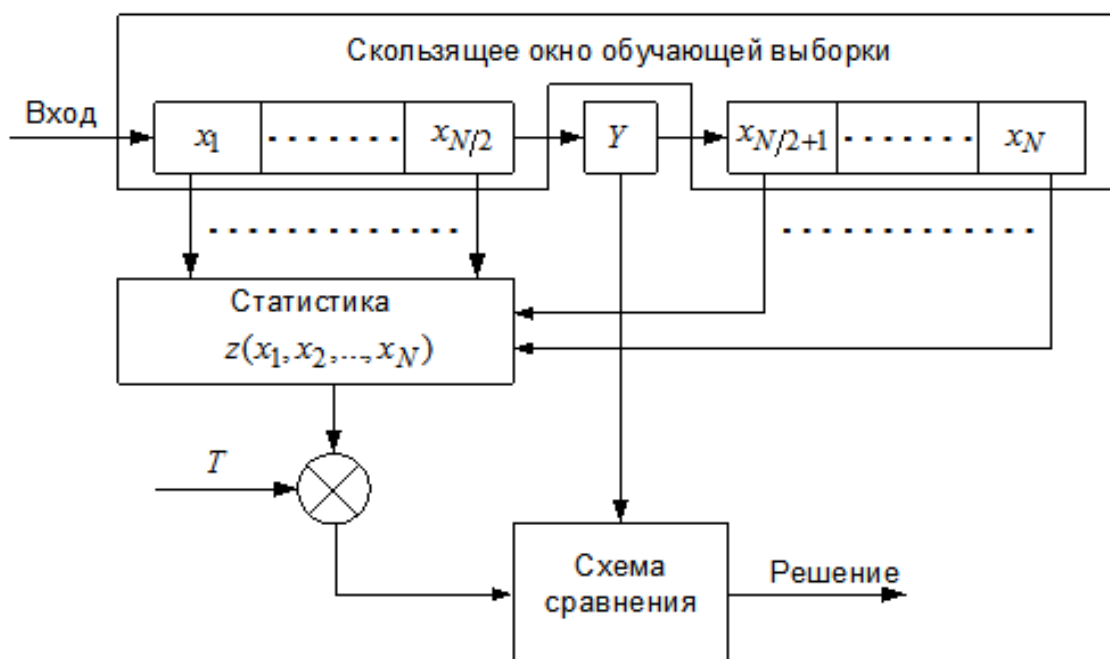 Скользящее окно обучающей выборки
Вход
x1 ....... xN/2 Y xN/2+1 ....... xN
Статистика
z(x1, x2, ..., xN)
T
Схема
сравнения
Решение